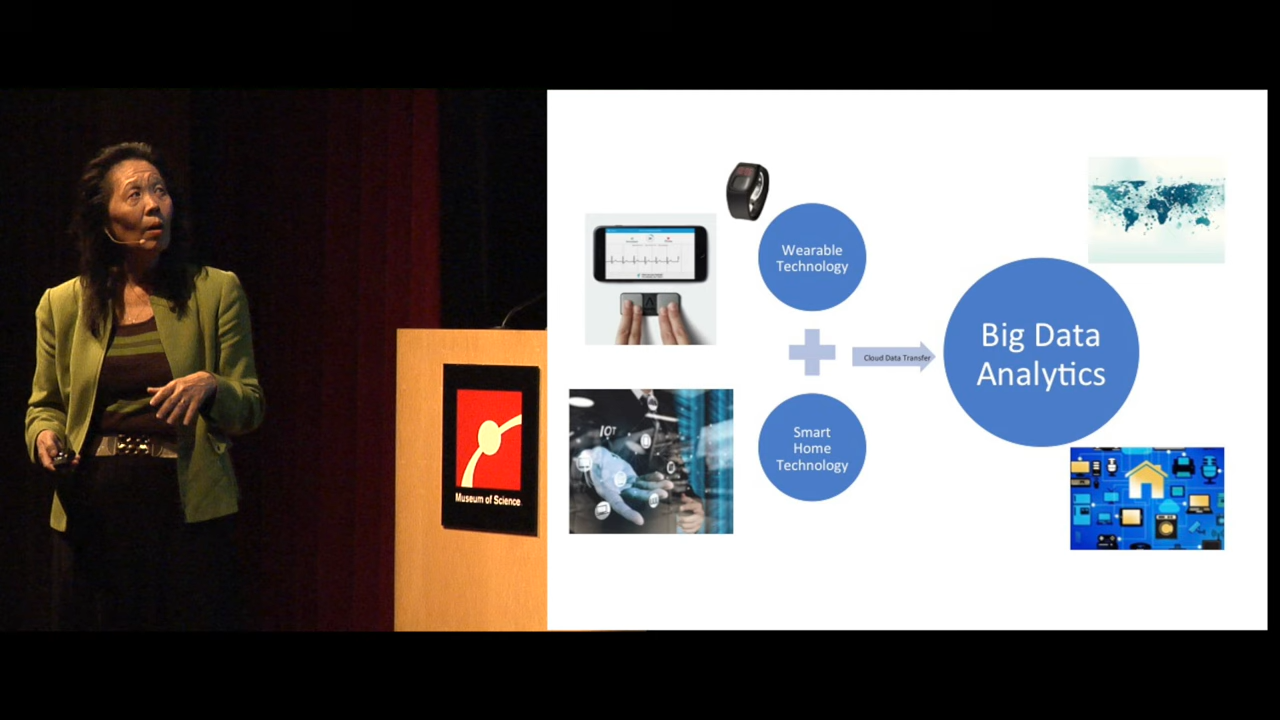 Wearable
Technology
Cloud Data Transfer
Big Data
Analytics
IOT
Smart
Home
Technology
Museum of Science